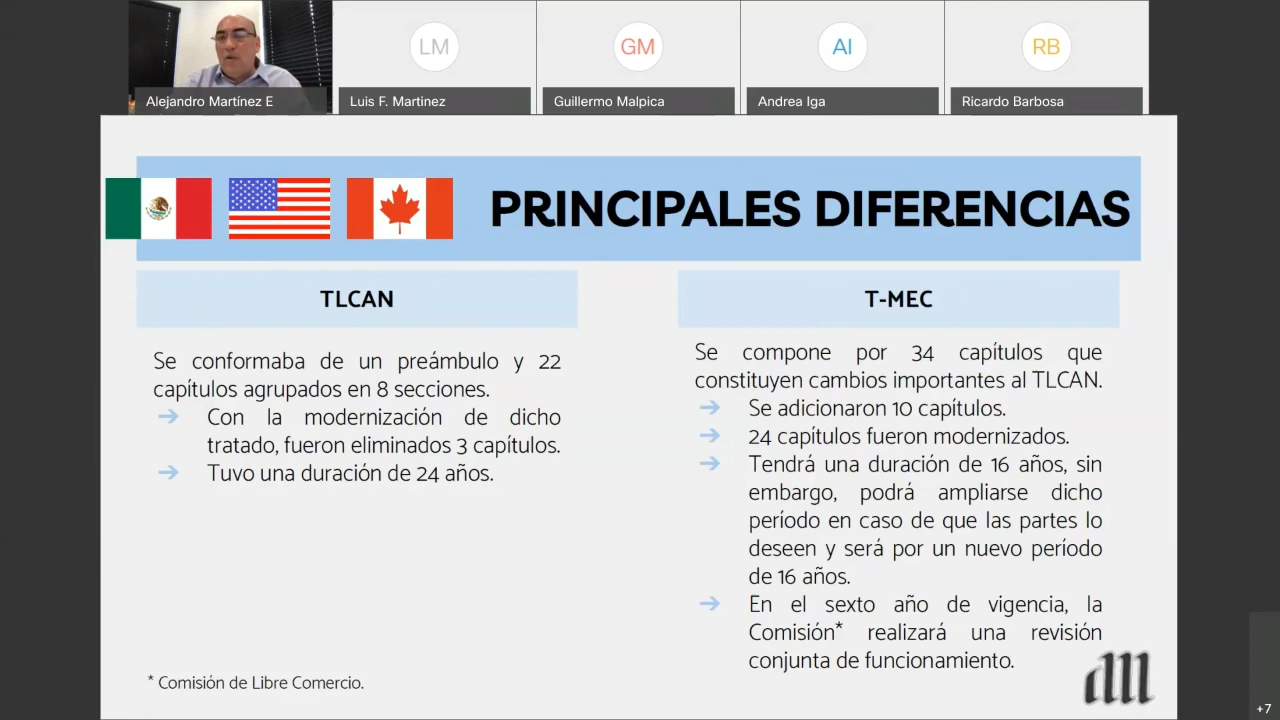 LM
GM
AI
RB
Alejandro Martínez E
Luis F. Martinez
Guillermo Malpica
Andrea Iga
Ricardo Barbosa
PRINCIPALES DIFERENCIAS
TLCAN
Se conformaba de un preámbulo y 22
capítulos agrupados en 8 secciones.
➔ Con la modernización de dicho
tratado, fueron eliminados 3 capítulos.
➔ Tuvo una duración de 24 años.
* Comisión de Libre Comercio.
T-MEC
Se compone por 34 capítulos que
constituyen cambios importantes al TLCAN.
➔ Se adicionaron 10 capítulos.
➔ 24 capítulos fueron modernizados.
➔ Tendrá una duración de 16 años, sin
embargo, podrá ampliarse dicho
período en caso de que las partes lo
deseen y será por un nuevo período
de 16 años.
➔ En el sexto año de vigencia, la
Comisión* realizará una revisión
conjunta de funcionamiento.
+7